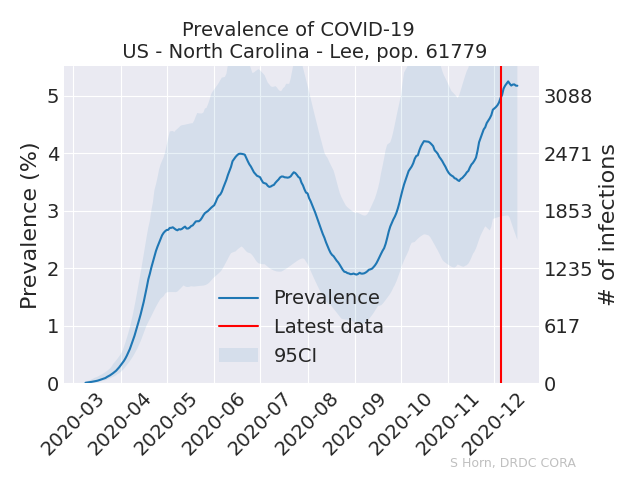 Prevalence of COVID-19
US - North Carolina - Lee, pop. 61779
Prevalence (%)
5
4
3
2
1
0
3088
2471
1853
1235
617
0
# of infections
Prevalence
Latest data
95CI
2020-03
2020-04
2020-05
2020-06
2020-07
2020-08
2020-09
2020-10
2020-11
2020-12
S Horn, DRDC CORA